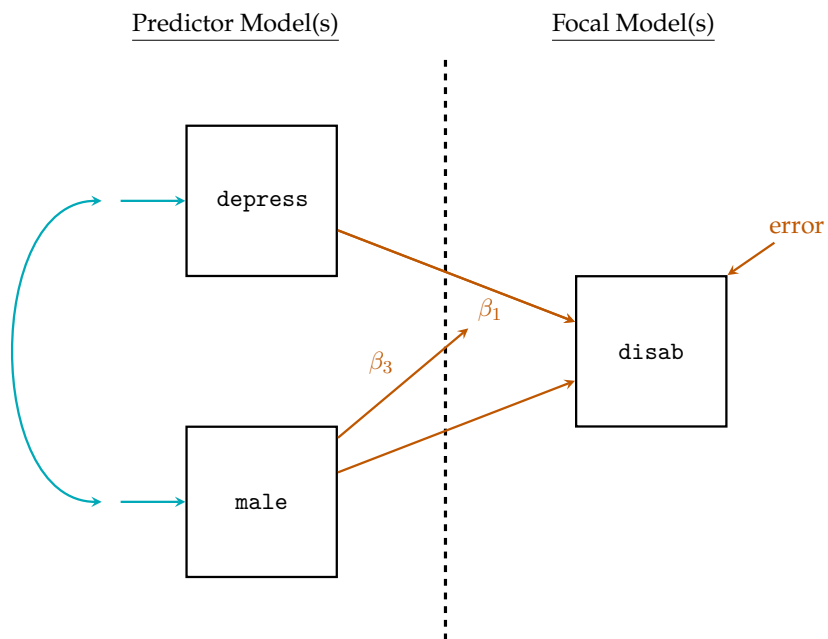 Predictor Model(s)
Focal Model(s)
depress
error
β₁
disab
β₃
male